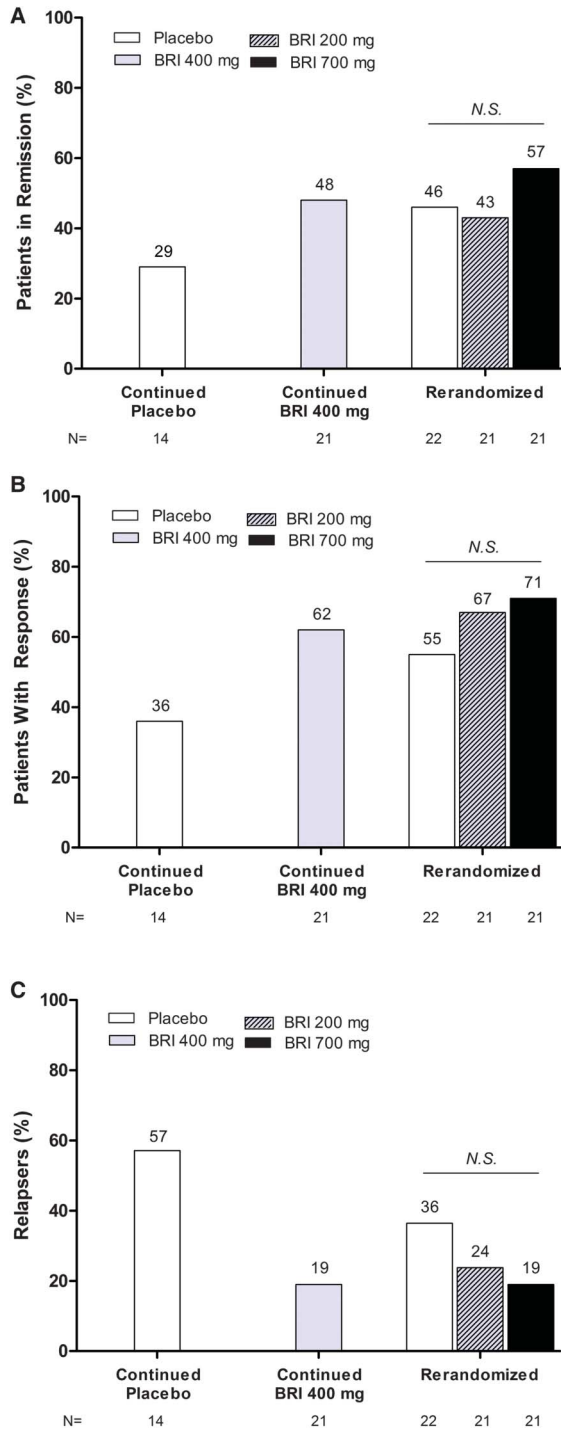 A
Patients in Remission (%)
100
80
60
40
20
0
Placebo BRI 200 mg
BRI 400 mg BRI 700 mg
N.S.
29 48 46 43 57
Continued Placebo
Continued BRI 400 mg
Rerandomized
N= 14 21 22 21 21
B
Patients With Response (%)
100
80
60
40
20
0
Placebo BRI 200 mg
BRI 400 mg BRI 700 mg
N.S.
36 62 55 67 71
Continued Placebo
Continued BRI 400 mg
Rerandomized
N= 14 21 22 21 21
C
Relapsers (%)
100
80
60
40
20
0
Placebo BRI 200 mg
BRI 400 mg BRI 700 mg
N.S.
57 19 36 24 19
Continued Placebo
Continued BRI 400 mg
Rerandomized
N= 14 21 22 21 21